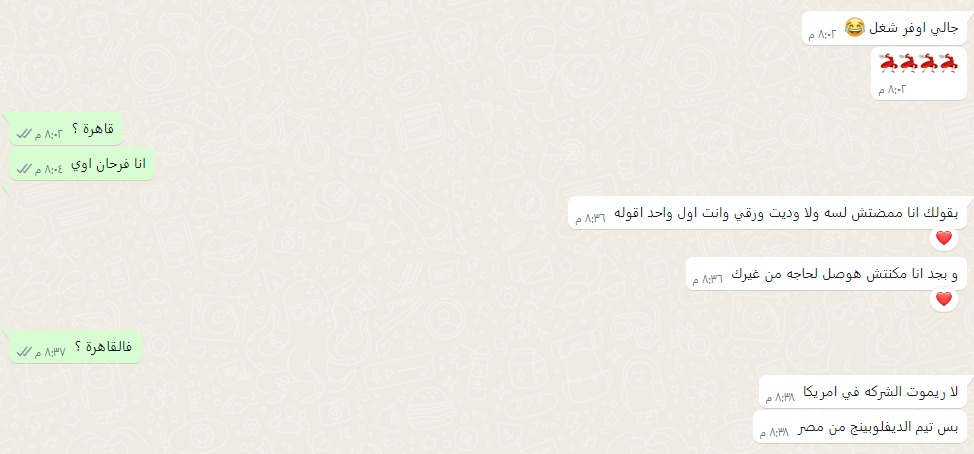 جالي اوفر شغل 😂 ٨:٠٢ م
💃💃💃💃
٨:٠٢ م
قاهرة ؟ ٨:٠٢ م
انا فرحان اوي ٨:٠٤ م
بقولك انا ممضتش لسه ولا وديت ورقي وانت اول واحد اقوله ٨:٣٦ م
❤️
و بجد انا مكنتش هوصل لحاجه من غيرك ٨:٣٦ م
❤️
فالقاهرة ؟ ٨:٣٧ م
لا ريموت الشركه في امريكا ٨:٣٨ م
بس تيم الديفلوبينج من مصر ٨:٣٨ م